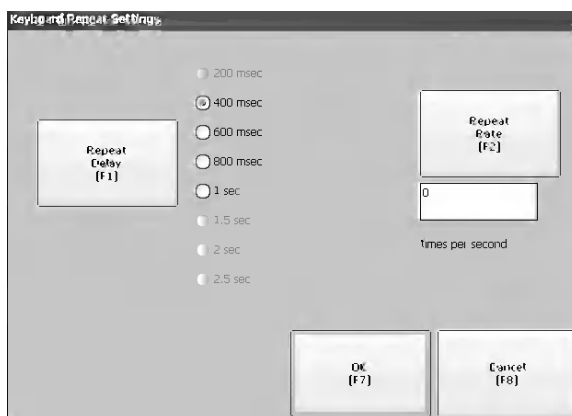 Keyboard Repeat Settings
200 msec
400 msec
600 msec
800 msec
1 sec
1.5 sec
2 sec
2.5 sec
Repeat
Delay
[F1]
Repeat
Rate
[F2]
0
times per second
OK
[F7]
Cancel
[F8]